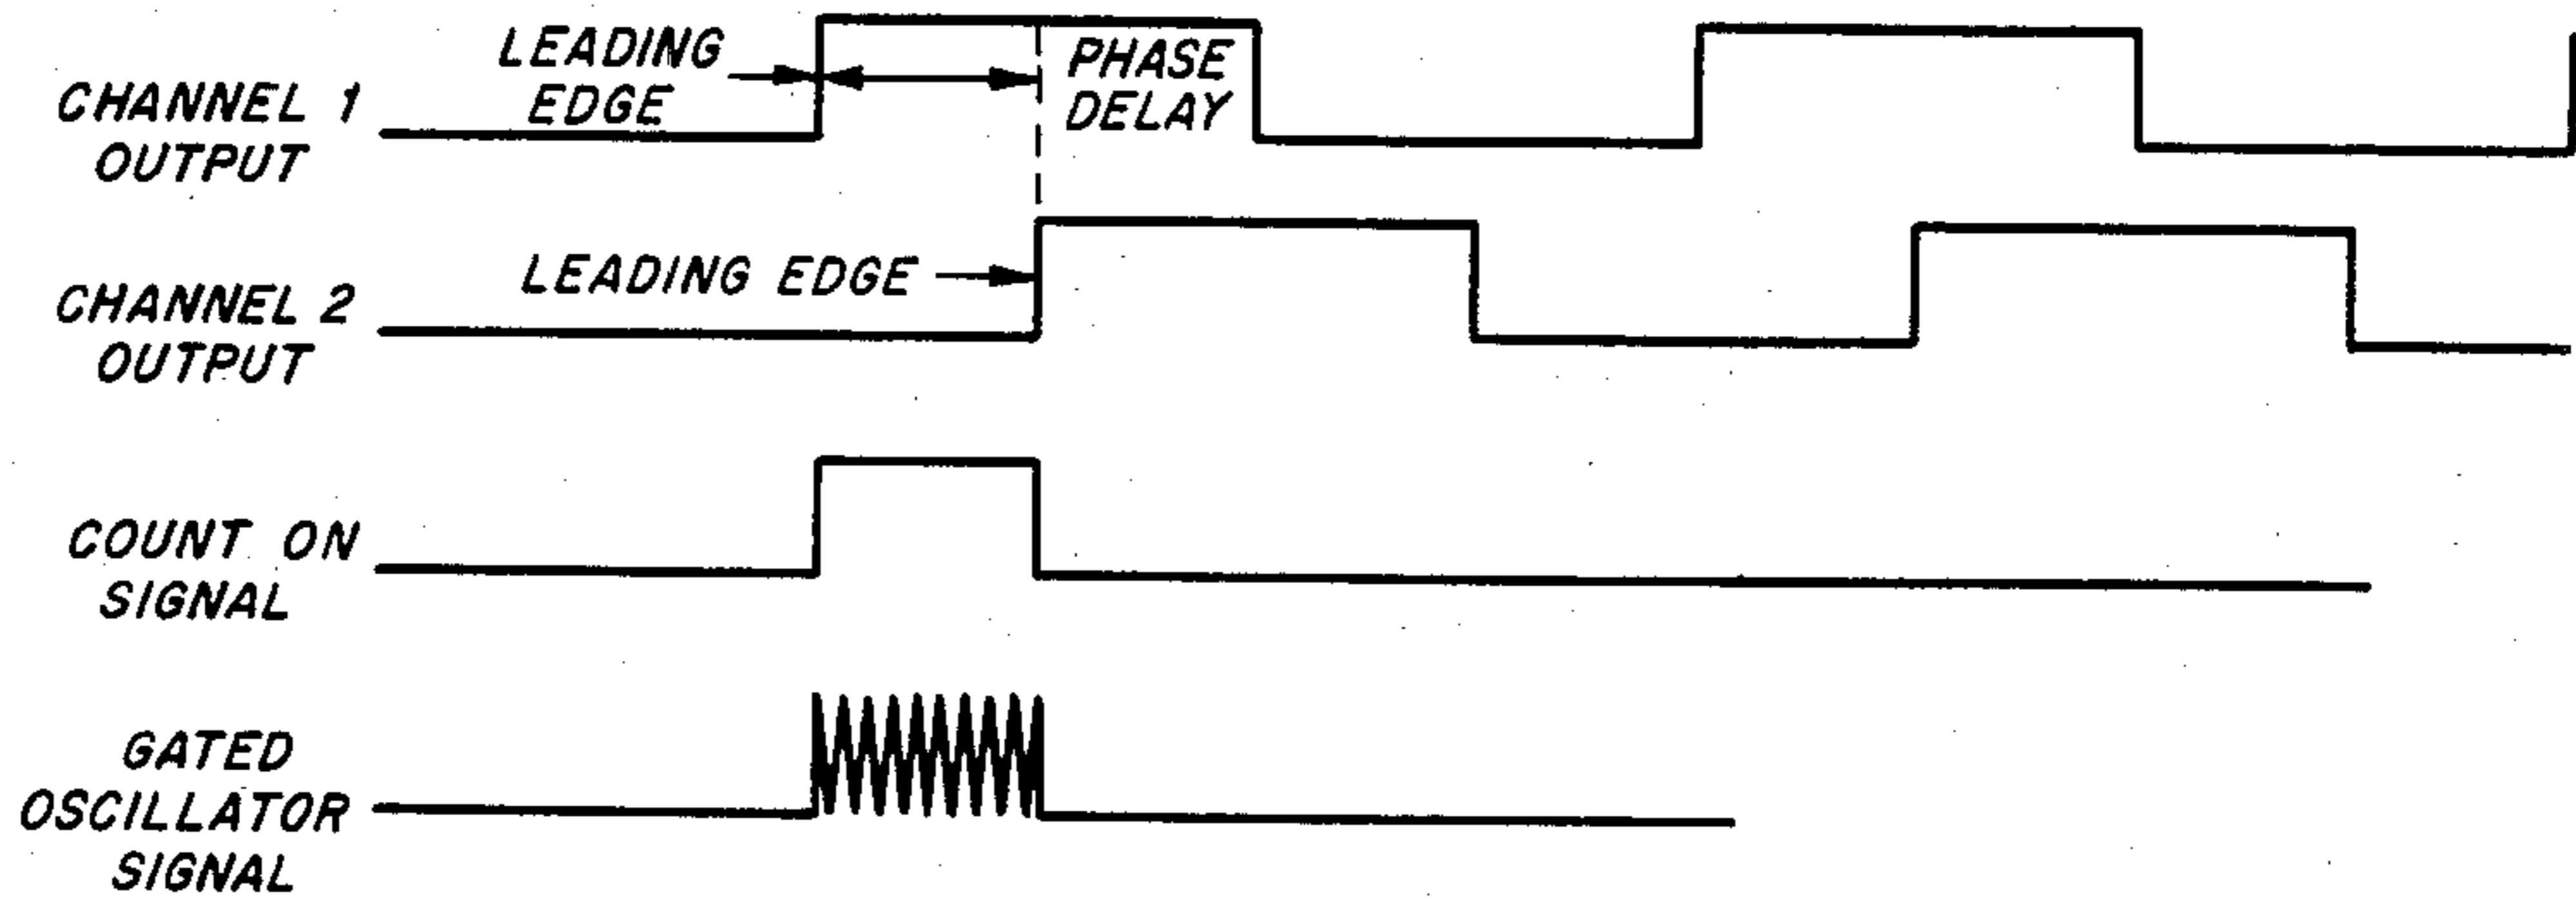 LEADING
EDGE
PHASE
DELAY
CHANNEL 1
OUTPUT
LEADING EDGE
CHANNEL 2
OUTPUT
COUNT ON
SIGNAL
GATED
OSCILLATOR
SIGNAL